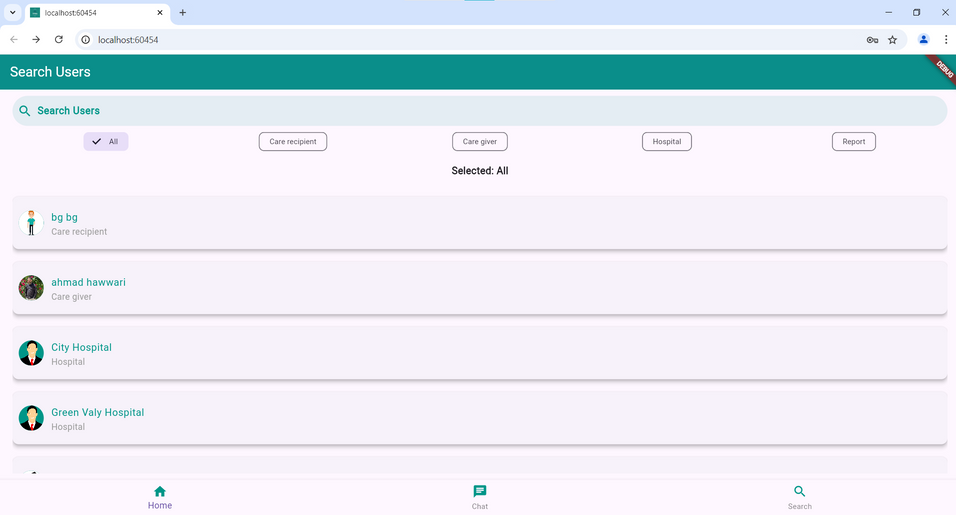 localhost:60454
localhost:60454
DEBUG
Search Users
Search Users
All
Care recipient
Care giver
Hospital
Report
Selected: All
bg bg
Care recipient
ahmad hawwari
Care giver
City Hospital
Hospital
Green Valy Hospital
Hospital
Home
Chat
Search